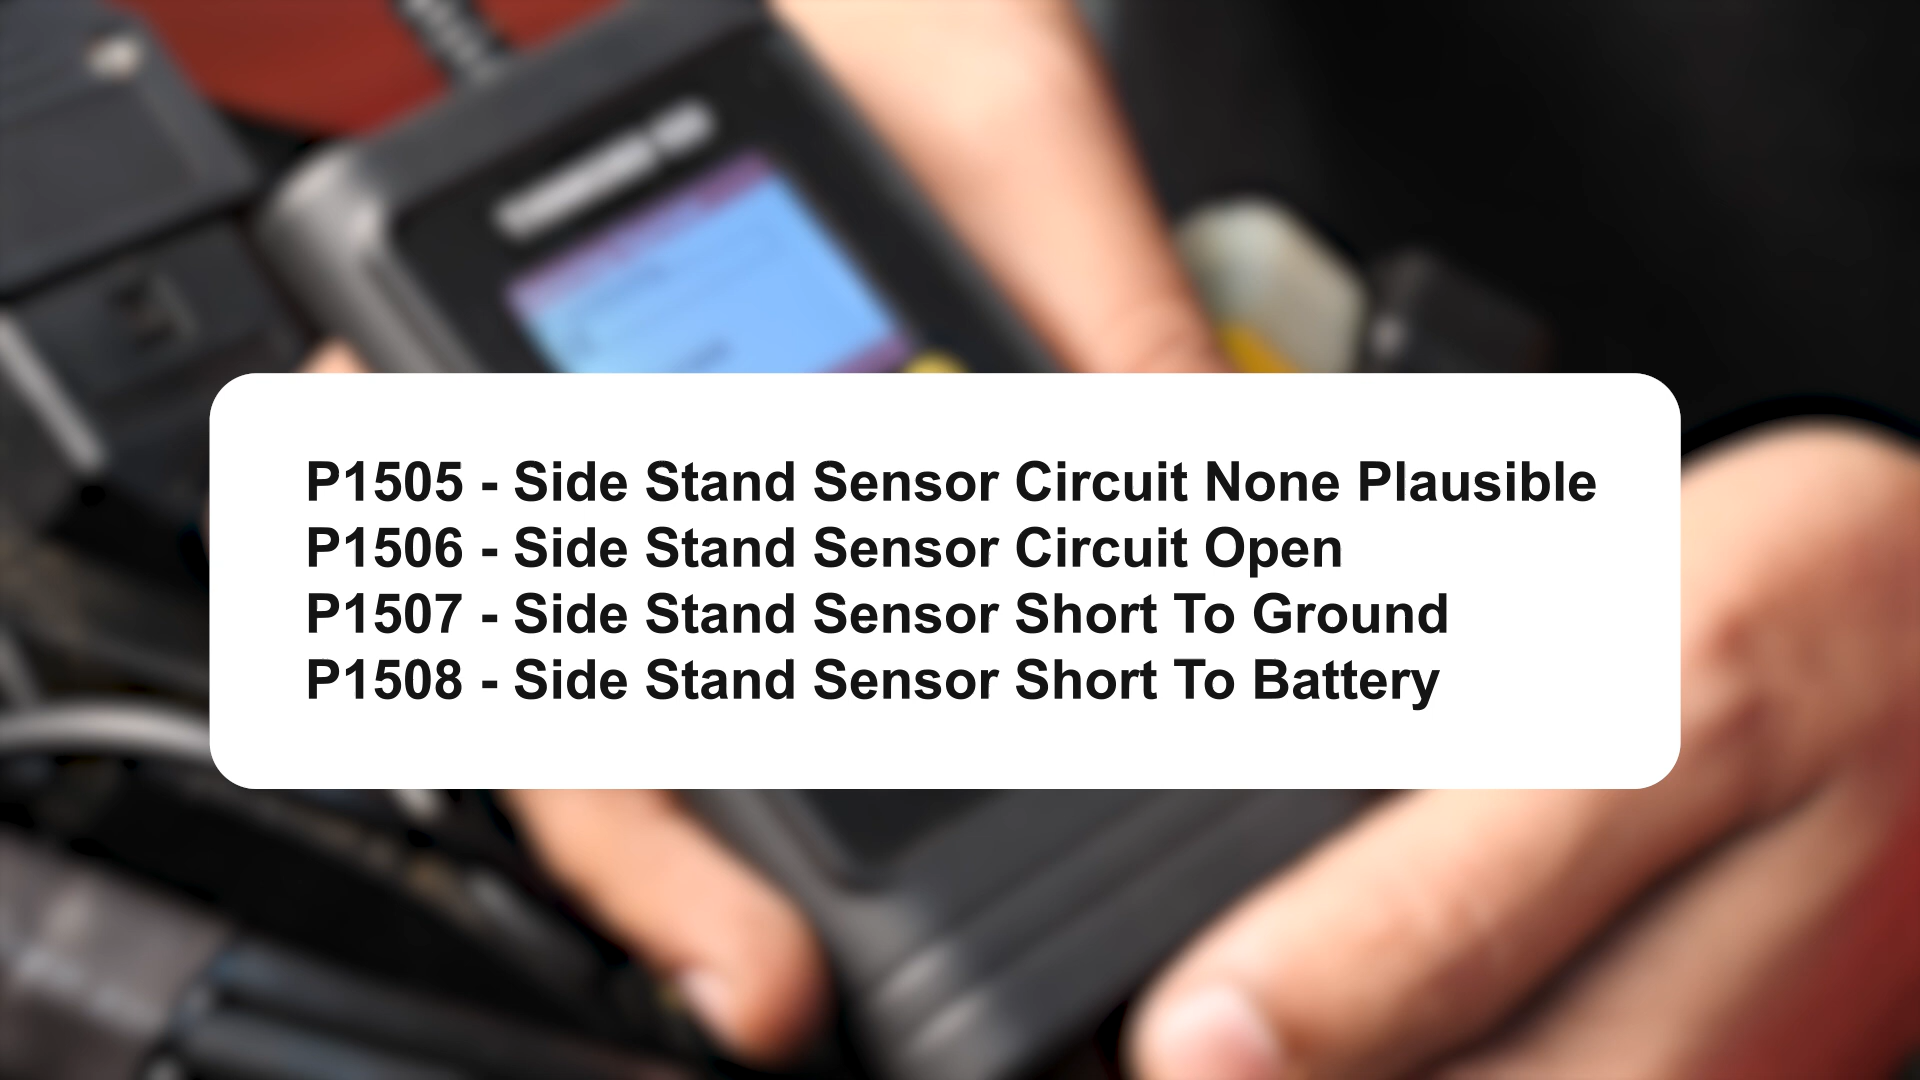 P1505 - Side Stand Sensor Circuit None Plausible
P1506 - Side Stand Sensor Circuit Open
P1507 - Side Stand Sensor Short To Ground
P1508 - Side Stand Sensor Short To Battery